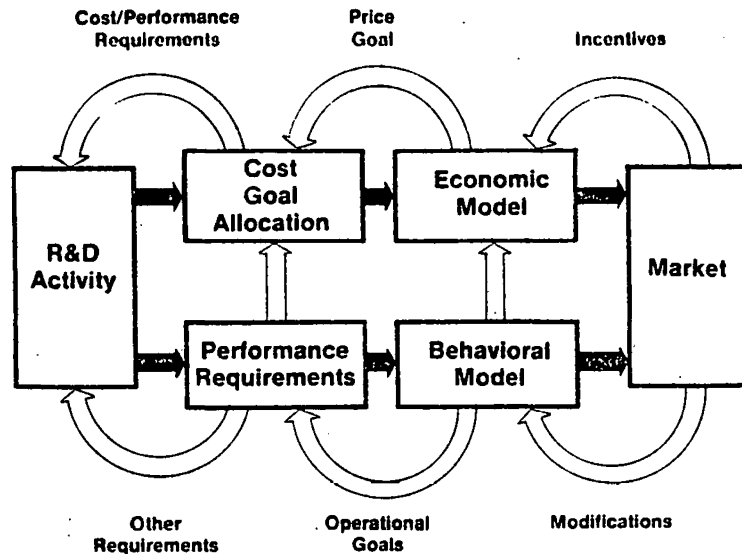 Cost/Performance
Requirements
Price
Goal
Incentives
R&D
Activity
Cost
Goal
Allocation
Economic
Model
Market
Performance
Requirements
Behavioral
Model
Other
Requirements
Operational
Goals
Modifications